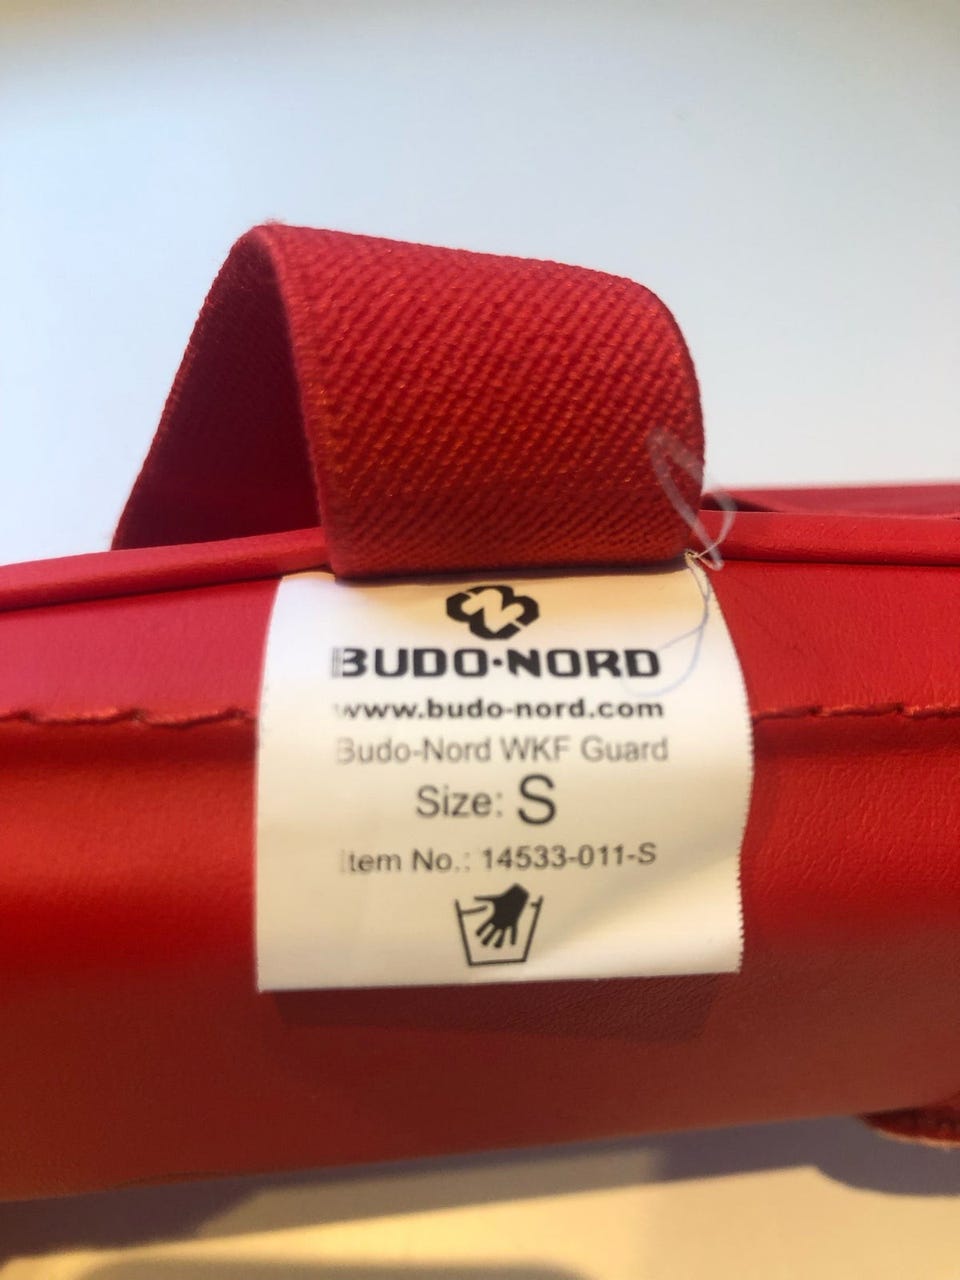 BUDO·NORD
www.budo-nord.com
Budo-Nord WKF Guard
Size: S
Item No.: 14533-011-S